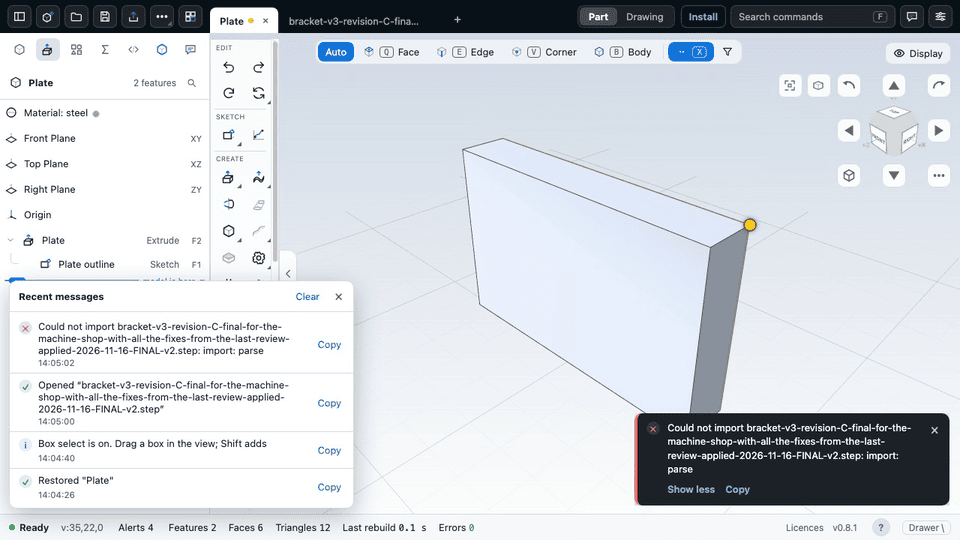 Plate
bracket-v3-revision-C-fina...
Part
Drawing
Install
Search commands
F
Auto
Q Face
E Edge
V Corner
B Body
X
Display
Plate
2 features
Material: steel
Front Plane XY
Top Plane XZ
Right Plane ZY
Origin
Plate Extrude F2
Plate outline Sketch F1
EDIT
SKETCH
CREATE
FRONT
RIGHT
Recent messages
Clear
Could not import bracket-v3-revision-C-final-for-the-
machine-shop-with-all-the-fixes-from-the-last-review-
applied-2026-11-16-FINAL-v2.step: import: parse
14:05:02
Copy
Opened “bracket-v3-revision-C-final-for-the-machine-
shop-with-all-the-fixes-from-the-last-review-applied-
2026-11-16-FINAL-v2.step”
14:05:00
Copy
Box select is on. Drag a box in the view; Shift adds
14:04:40
Copy
Restored "Plate"
14:04:26
Copy
Could not import bracket-v3-revision-C-final-for-the-
machine-shop-with-all-the-fixes-from-the-last-
review-applied-2026-11-16-FINAL-v2.step: import:
parse
Show less Copy
Ready
v:35,22,0
Alerts 4
Features 2
Faces 6
Triangles 12
Last rebuild 0.1 s
Errors 0
Licences
v0.8.1
?
Drawer \